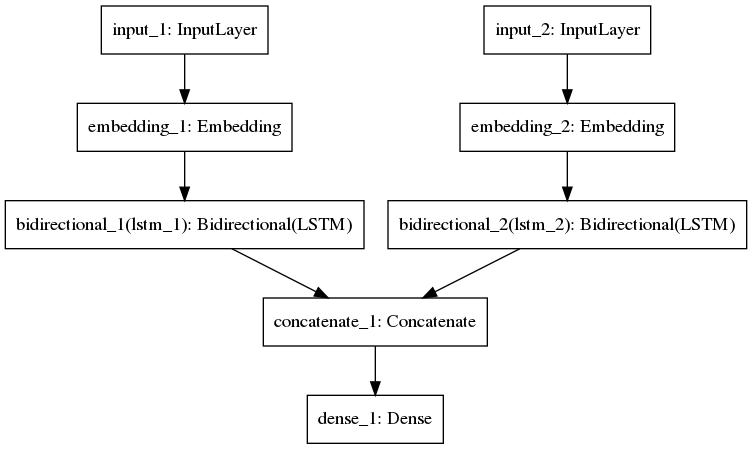 input_1: InputLayer
input_2: InputLayer
embedding_1: Embedding
embedding_2: Embedding
bidirectional_1(lstm_1): Bidirectional(LSTM)
bidirectional_2(lstm_2): Bidirectional(LSTM)
concatenate_1: Concatenate
dense_1: Dense